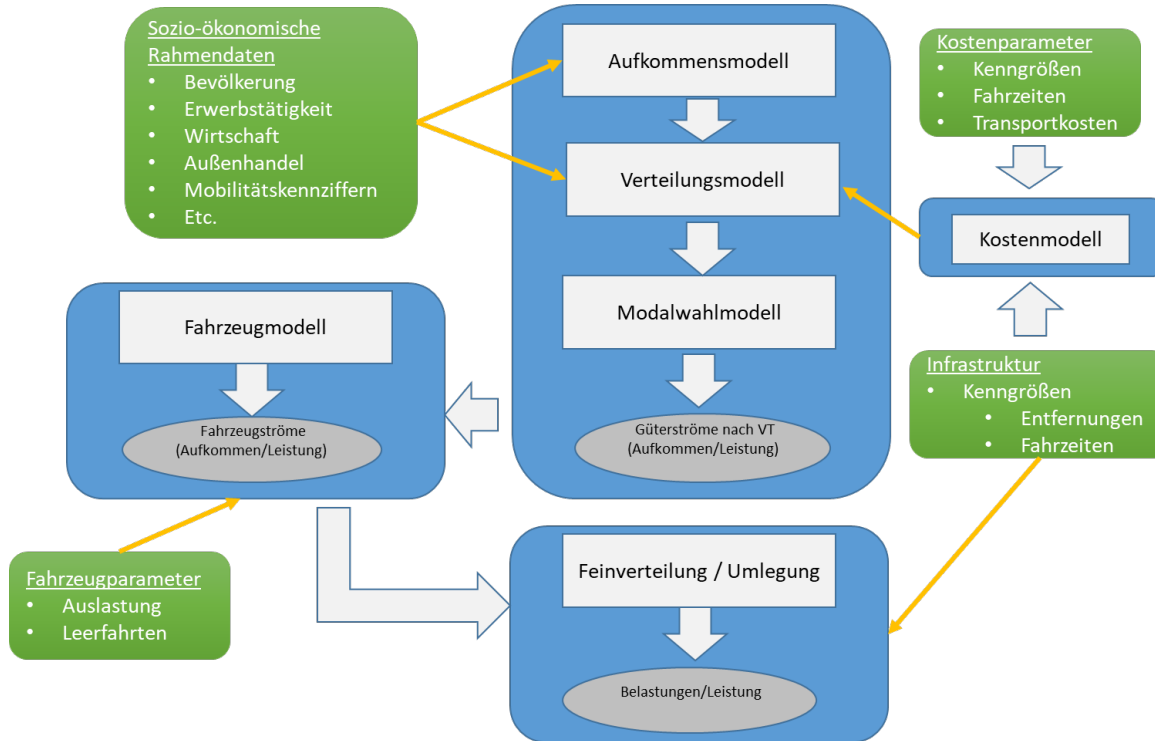 Sozio-ökonomische
Rahmendaten
• Bevölkerung
• Erwerbstätigkeit
• Wirtschaft
• Außenhandel
• Mobilitätskennziffern
• Etc.
Aufkommensmodell
Verteilungsmodell
Modalwahlmodell
Güterströme nach VT
(Aufkommen/Leistung)
Kostenparameter
• Kenngrößen
• Fahrzeiten
• Transportkosten
Kostenmodell
Infrastruktur
• Kenngrößen
• Entfernungen
• Fahrzeiten
Fahrzeugmodell
Fahrzeugströme
(Aufkommen/Leistung)
Fahrzeugparameter
• Auslastung
• Leerfahrten
Feinverteilung / Umlegung
Belastungen/Leistung